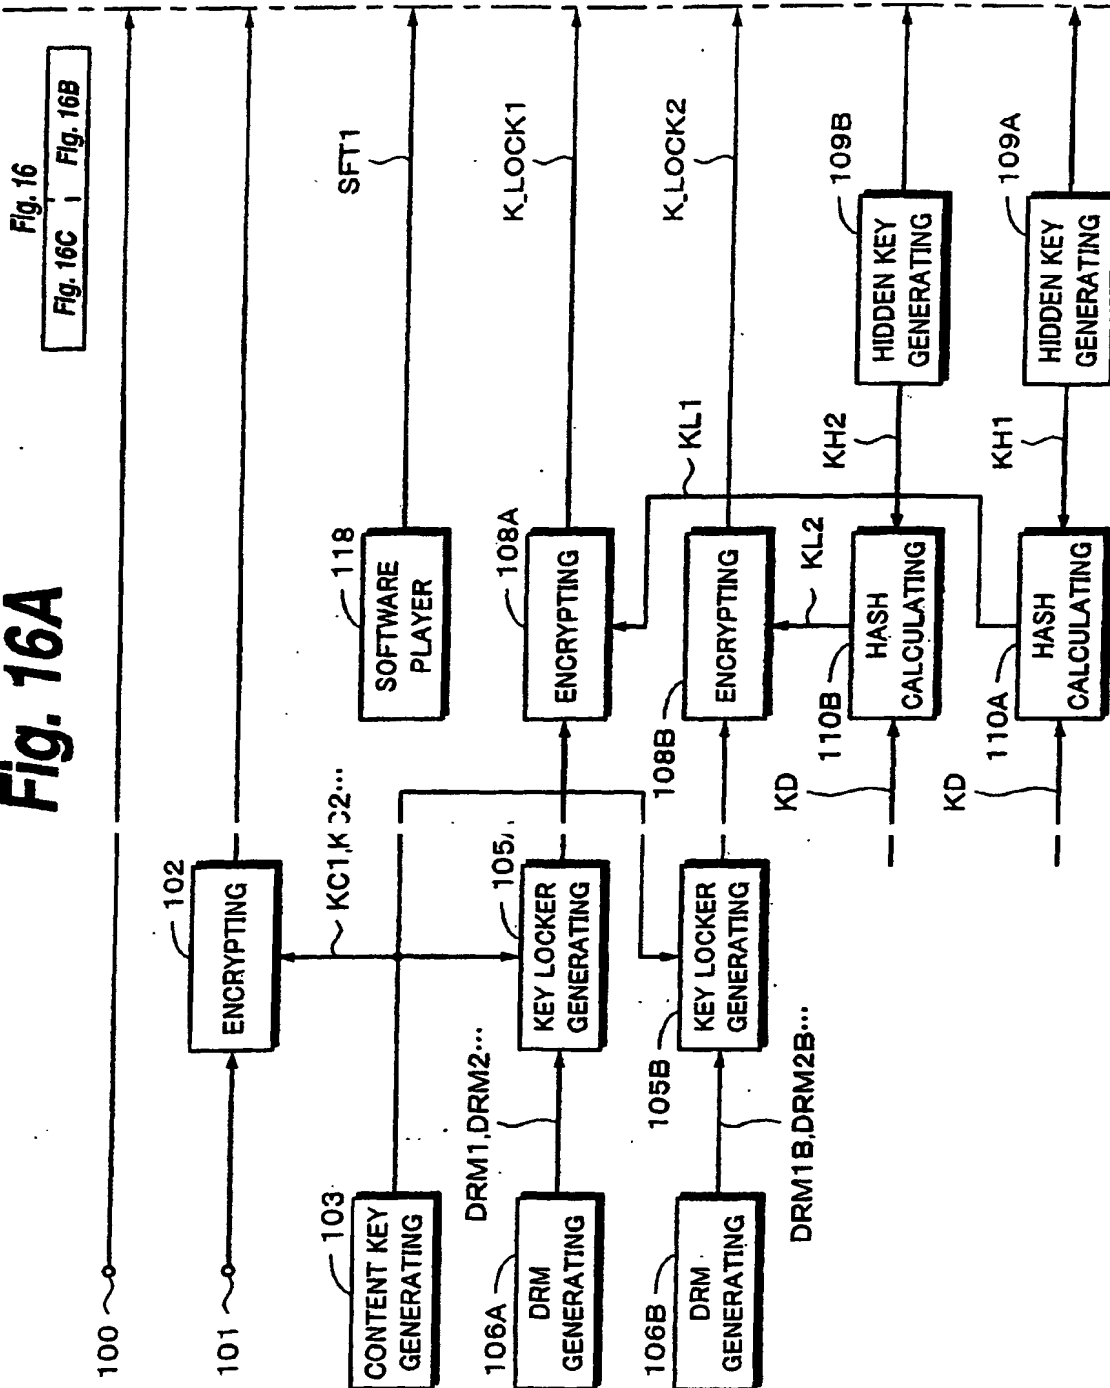 Fig. 16A
Fig. 16
Fig. 16C
Fig. 16B
100
101
102
ENCRYPTING
103
CONTENT KEY
GENERATING
KC1,KC2...
118
SOFTWARE
PLAYER
SFT1
106A
DRM
GENERATING
DRM1,DRM2...
105
KEY LOCKER
GENERATING
108A
ENCRYPTING
K_LOCK1
106B
DRM
GENERATING
DRM1B,DRM2B...
105B
KEY LOCKER
GENERATING
108B
ENCRYPTING
K_LOCK2
KL1
KL2
KD
110B
HASH
CALCULATING
KH2
109B
HIDDEN KEY
GENERATING
KD
110A
HASH
CALCULATING
KH1
109A
HIDDEN KEY
GENERATING